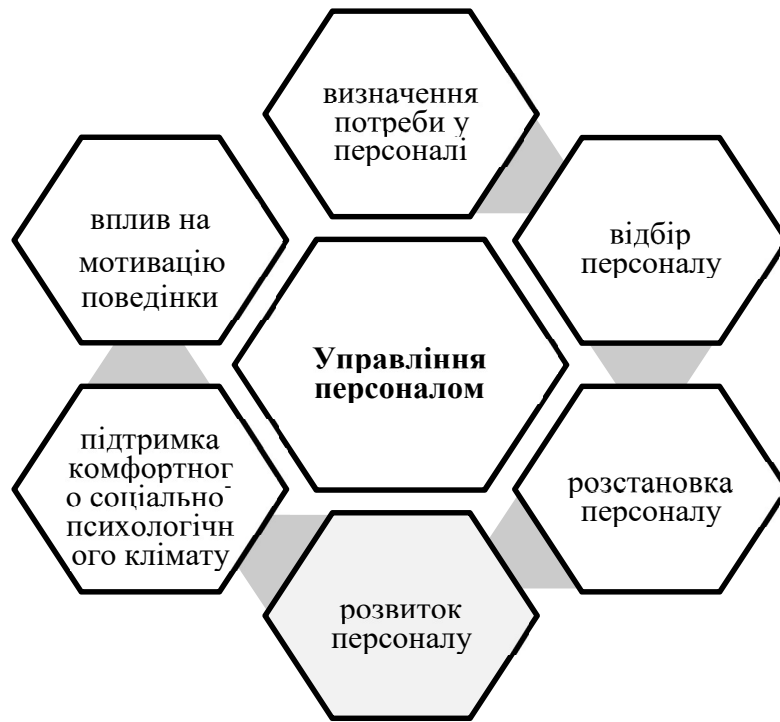 визначення
потреби у
персоналі
відбір
персоналу
розстановка
персоналу
розвиток
персоналу
підтримка
комфортног
о соціально-
психологічн
ого клімату
вплив на
мотивацію
поведінки
Управління
персоналом